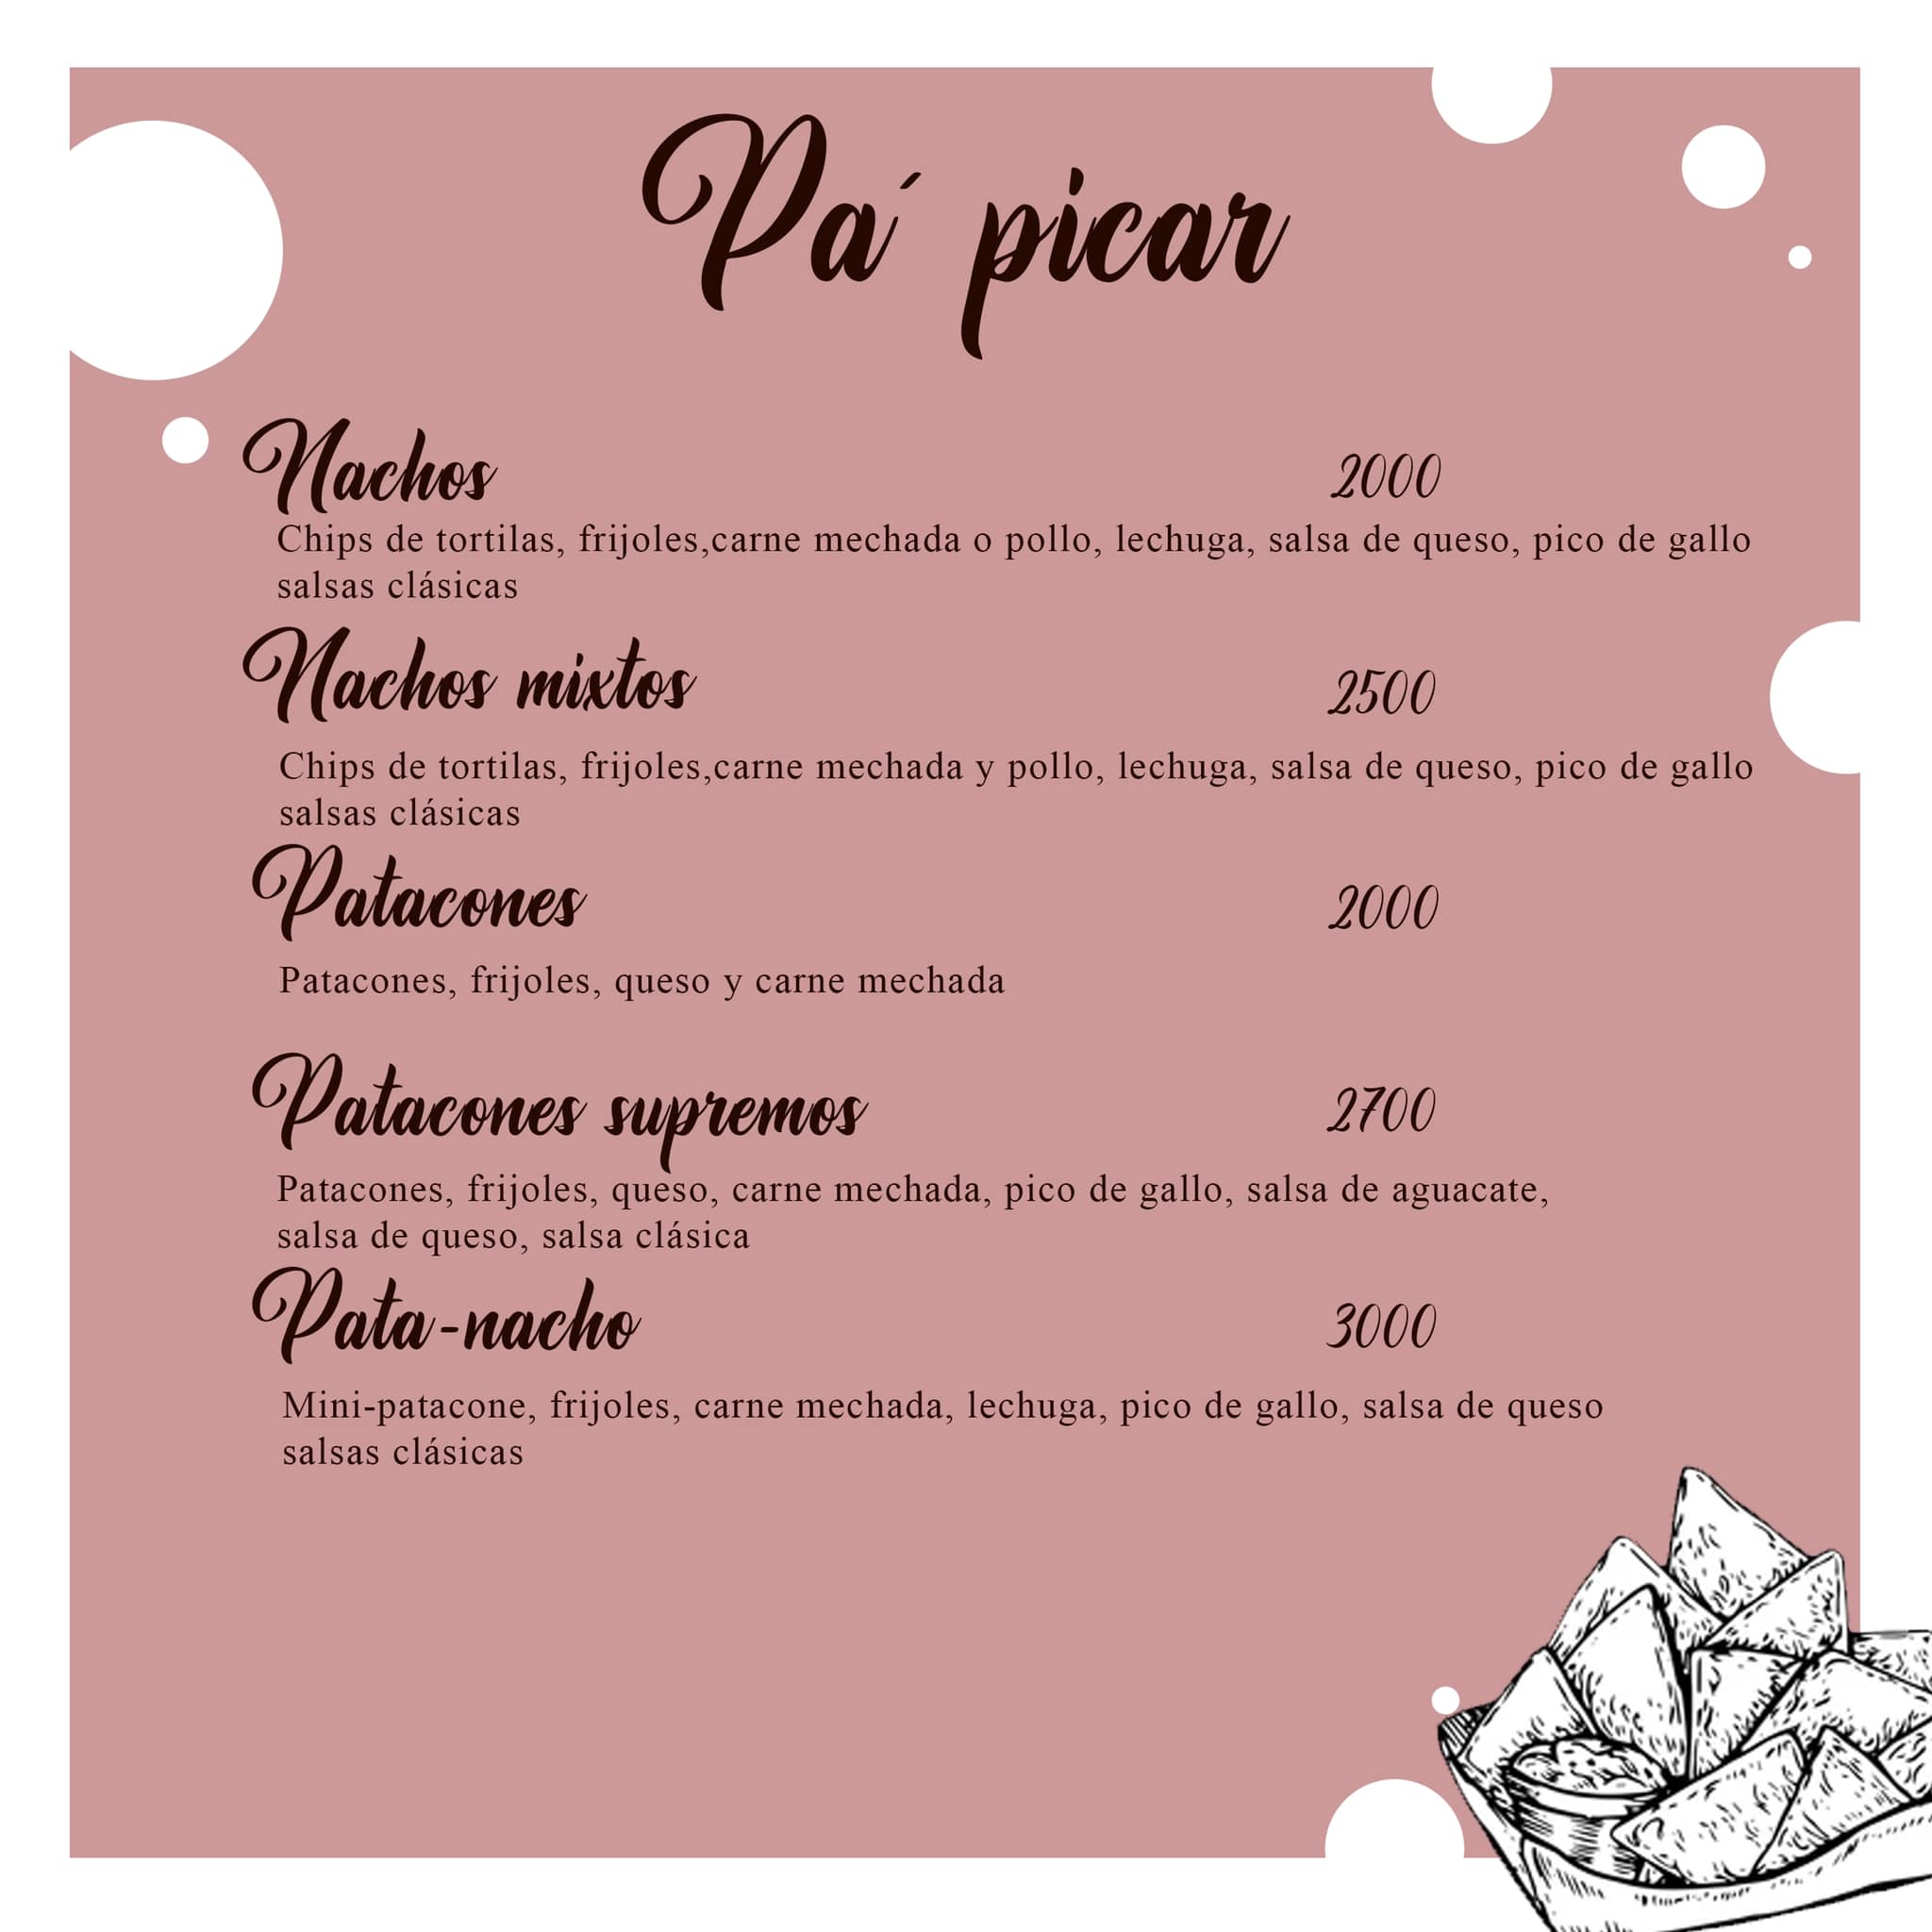 Pa´ picar
Nachos 2000
Chips de tortilas, frijoles,carne mechada o pollo, lechuga, salsa de queso, pico de gallo
salsas clásicas
Nachos mixtos 2500
Chips de tortilas, frijoles,carne mechada y pollo, lechuga, salsa de queso, pico de gallo
salsas clásicas
Patacones 2000
Patacones, frijoles, queso y carne mechada
Patacones supremos 2700
Patacones, frijoles, queso, carne mechada, pico de gallo, salsa de aguacate,
salsa de queso, salsa clásica
Pata-nacho 3000
Mini-patacone, frijoles, carne mechada, lechuga, pico de gallo, salsa de queso
salsas clásicas